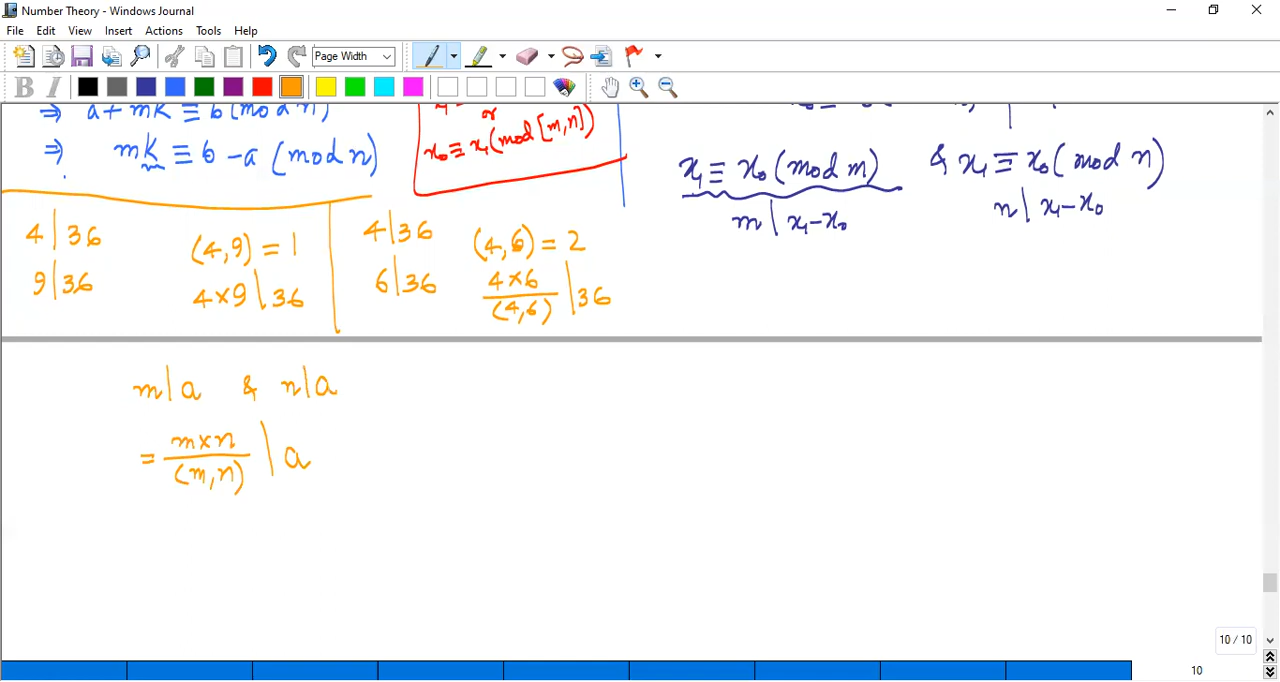 Number Theory - Windows Journal
File Edit View Insert Actions Tools Help
Page Width
B I
⇒ a + mk ≡ b (mod n)
⇒ mk ≡ b - a (mod n)
or
x₀ ≡ x₁ (mod [m,n])
x₁ ≡ x₀ (mod m) & x₁ ≡ x₀ (mod n)
m | x₁-x₀ n | x₁-x₀
4 | 36 (4,9) = 1
9 | 36 4×9 | 36
4 | 36 (4,6) = 2
6 | 36 4×6/(4,6) | 36
m | a & n | a
= m×n/(m,n) | a
10 / 10
10